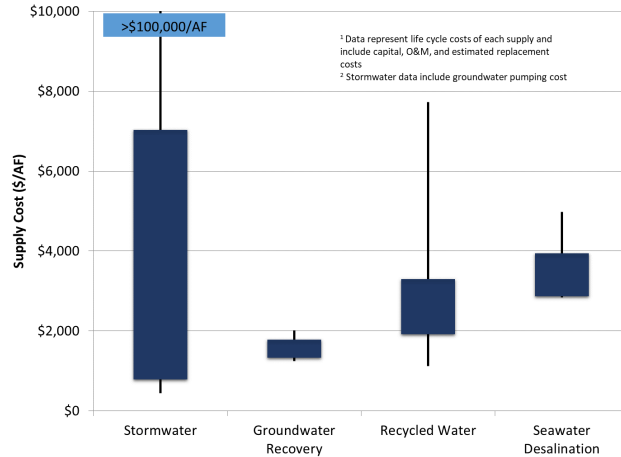 $10,000
>$100,000/AF
¹ Data represent life cycle costs of each supply and
include capital, O&M, and estimated replacement
costs
² Stormwater data include groundwater pumping cost
$8,000
$6,000
$4,000
$2,000
$0
Supply Cost ($/AF)
Stormwater
Groundwater
Recovery
Recycled Water
Seawater
Desalination